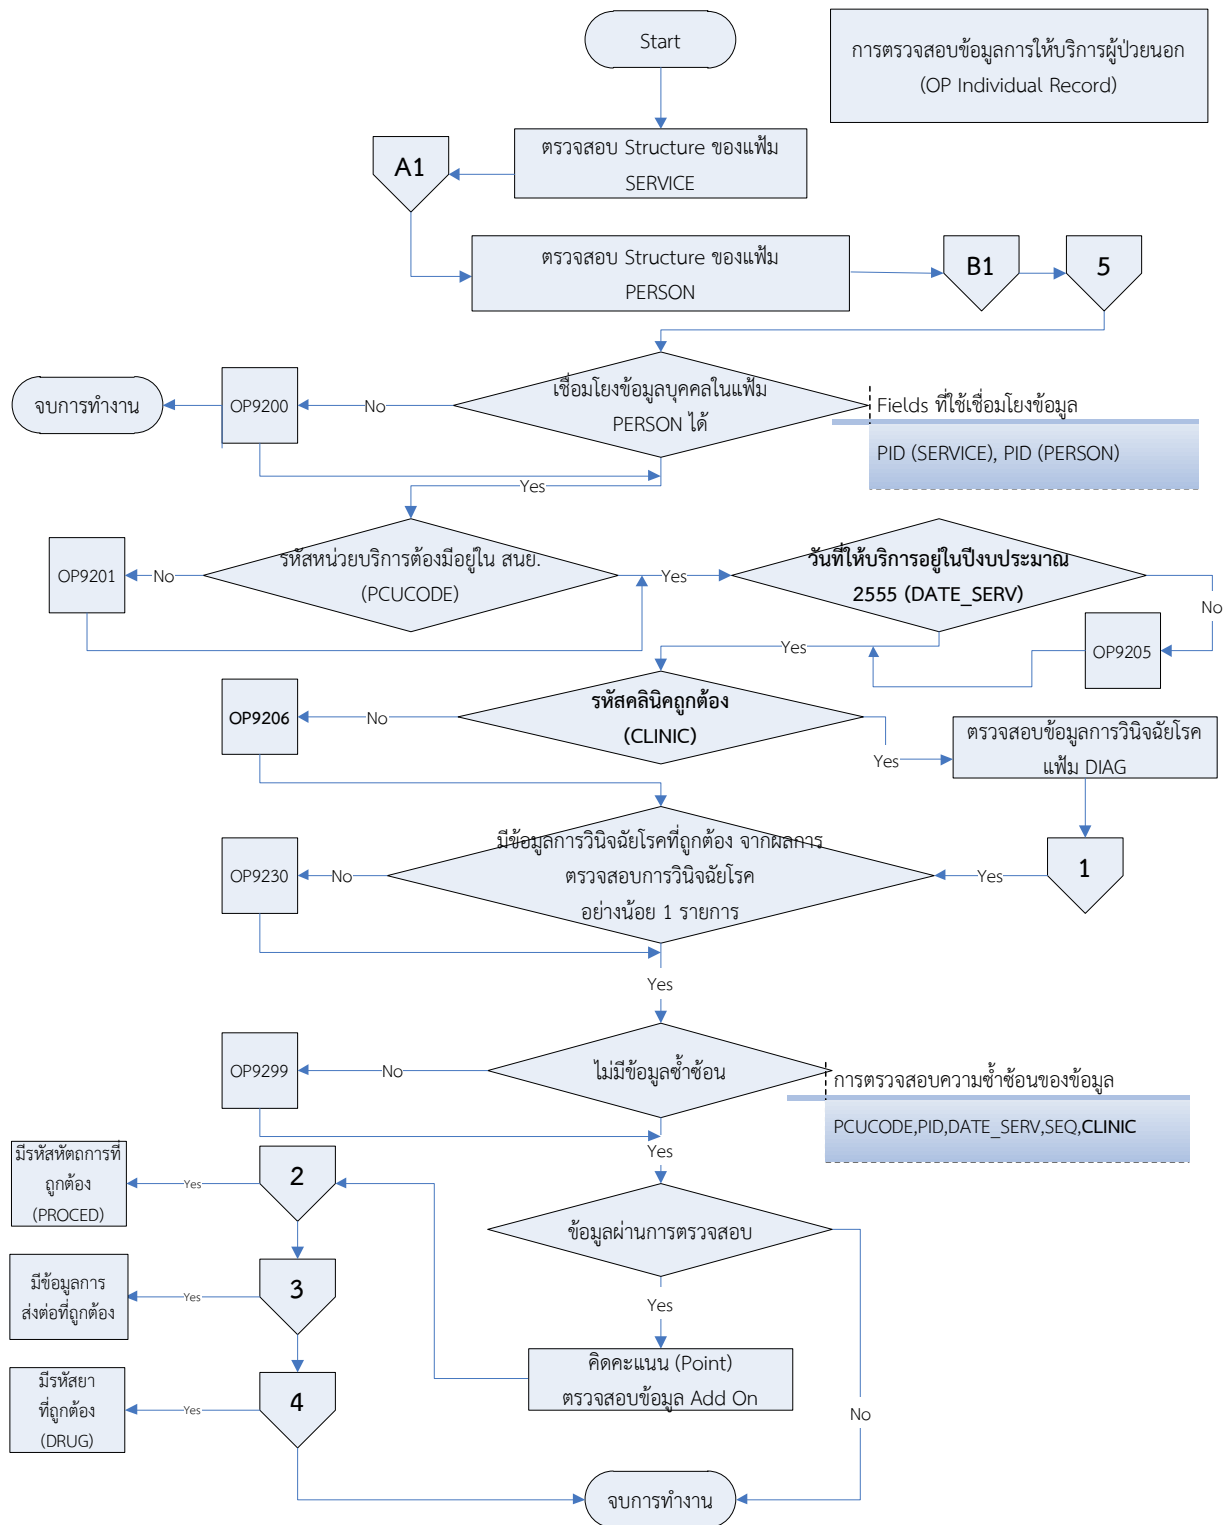 Start
การตรวจสอบข้อมูลการให้บริการผู้ป่วยนอก
(OP Individual Record)
ตรวจสอบ Structure ของแฟ้ม
SERVICE
A1
ตรวจสอบ Structure ของแฟ้ม
PERSON
B1
5
เชื่อมโยงข้อมูลบุคคลในแฟ้ม
PERSON ได้
No
OP9200
จบการทำงาน
Fields ที่ใช้เชื่อมโยงข้อมูล
PID (SERVICE), PID (PERSON)
Yes
รหัสหน่วยบริการต้องมีอยู่ใน สนย.
(PCUCODE)
No
OP9201
Yes
วันที่ให้บริการอยู่ในปีงบประมาณ
2555 (DATE_SERV)
No
OP9205
Yes
รหัสคลินิกถูกต้อง
(CLINIC)
No
OP9206
Yes
ตรวจสอบข้อมูลการวินิจฉัยโรค
แฟ้ม DIAG
1
Yes
มีข้อมูลการวินิจฉัยโรคที่ถูกต้อง จากผลการ
ตรวจสอบการวินิจฉัยโรค
อย่างน้อย 1 รายการ
No
OP9230
Yes
ไม่มีข้อมูลซ้ำซ้อน
No
OP9299
การตรวจสอบความซ้ำซ้อนของข้อมูล
PCUCODE,PID,DATE_SERV,SEQ,CLINIC
Yes
ข้อมูลผ่านการตรวจสอบ
Yes
คิดคะแนน (Point)
ตรวจสอบข้อมูล Add On
No
2
Yes
มีรหัสหัตถการที่
ถูกต้อง
(PROCED)
3
Yes
มีข้อมูลการ
ส่งต่อที่ถูกต้อง
4
Yes
มีรหัสยา
ที่ถูกต้อง
(DRUG)
จบการทำงาน